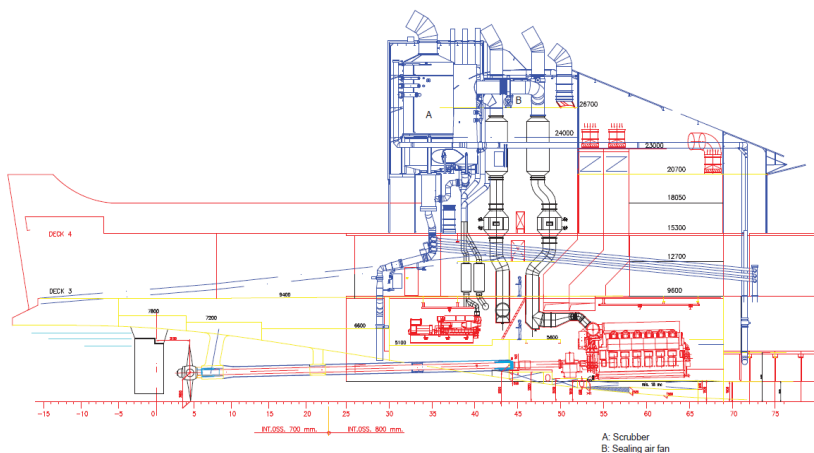 A
B
26700
24000
23000
20700
18050
15300
DECK 4
12700
DECK 3
9400
9600
7800
7200
6600
5100
5600
-15 -10 -5 0 5 10 15 20 25 30 35 40 45 50 55 60 65 70 75
INT.OSS. 700 mm. INT.OSS. 800 mm.
A: Scrubber
B: Sealing air fan